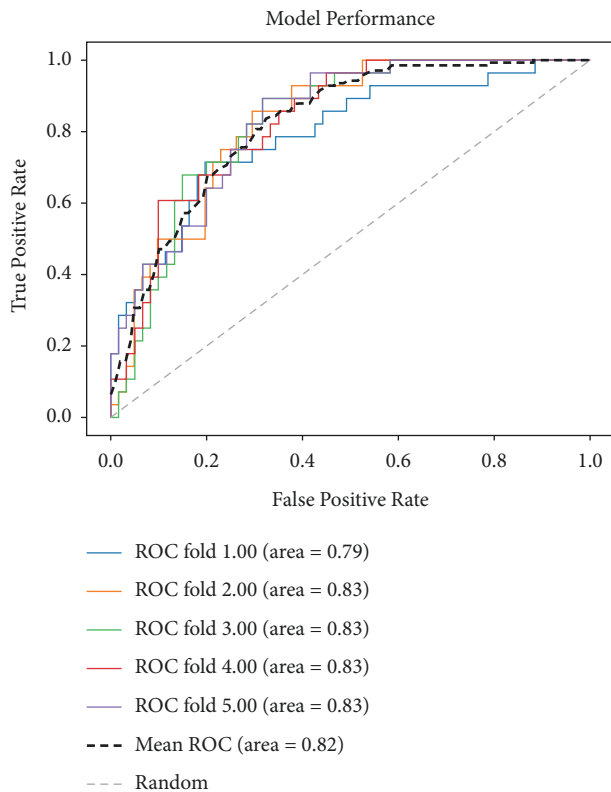 Model Performance
1.0
0.8
0.6
0.4
0.2
0.0
True Positive Rate
0.0 0.2 0.4 0.6 0.8 1.0
False Positive Rate
ROC fold 1.00 (area = 0.79)
ROC fold 2.00 (area = 0.83)
ROC fold 3.00 (area = 0.83)
ROC fold 4.00 (area = 0.83)
ROC fold 5.00 (area = 0.83)
Mean ROC (area = 0.82)
Random